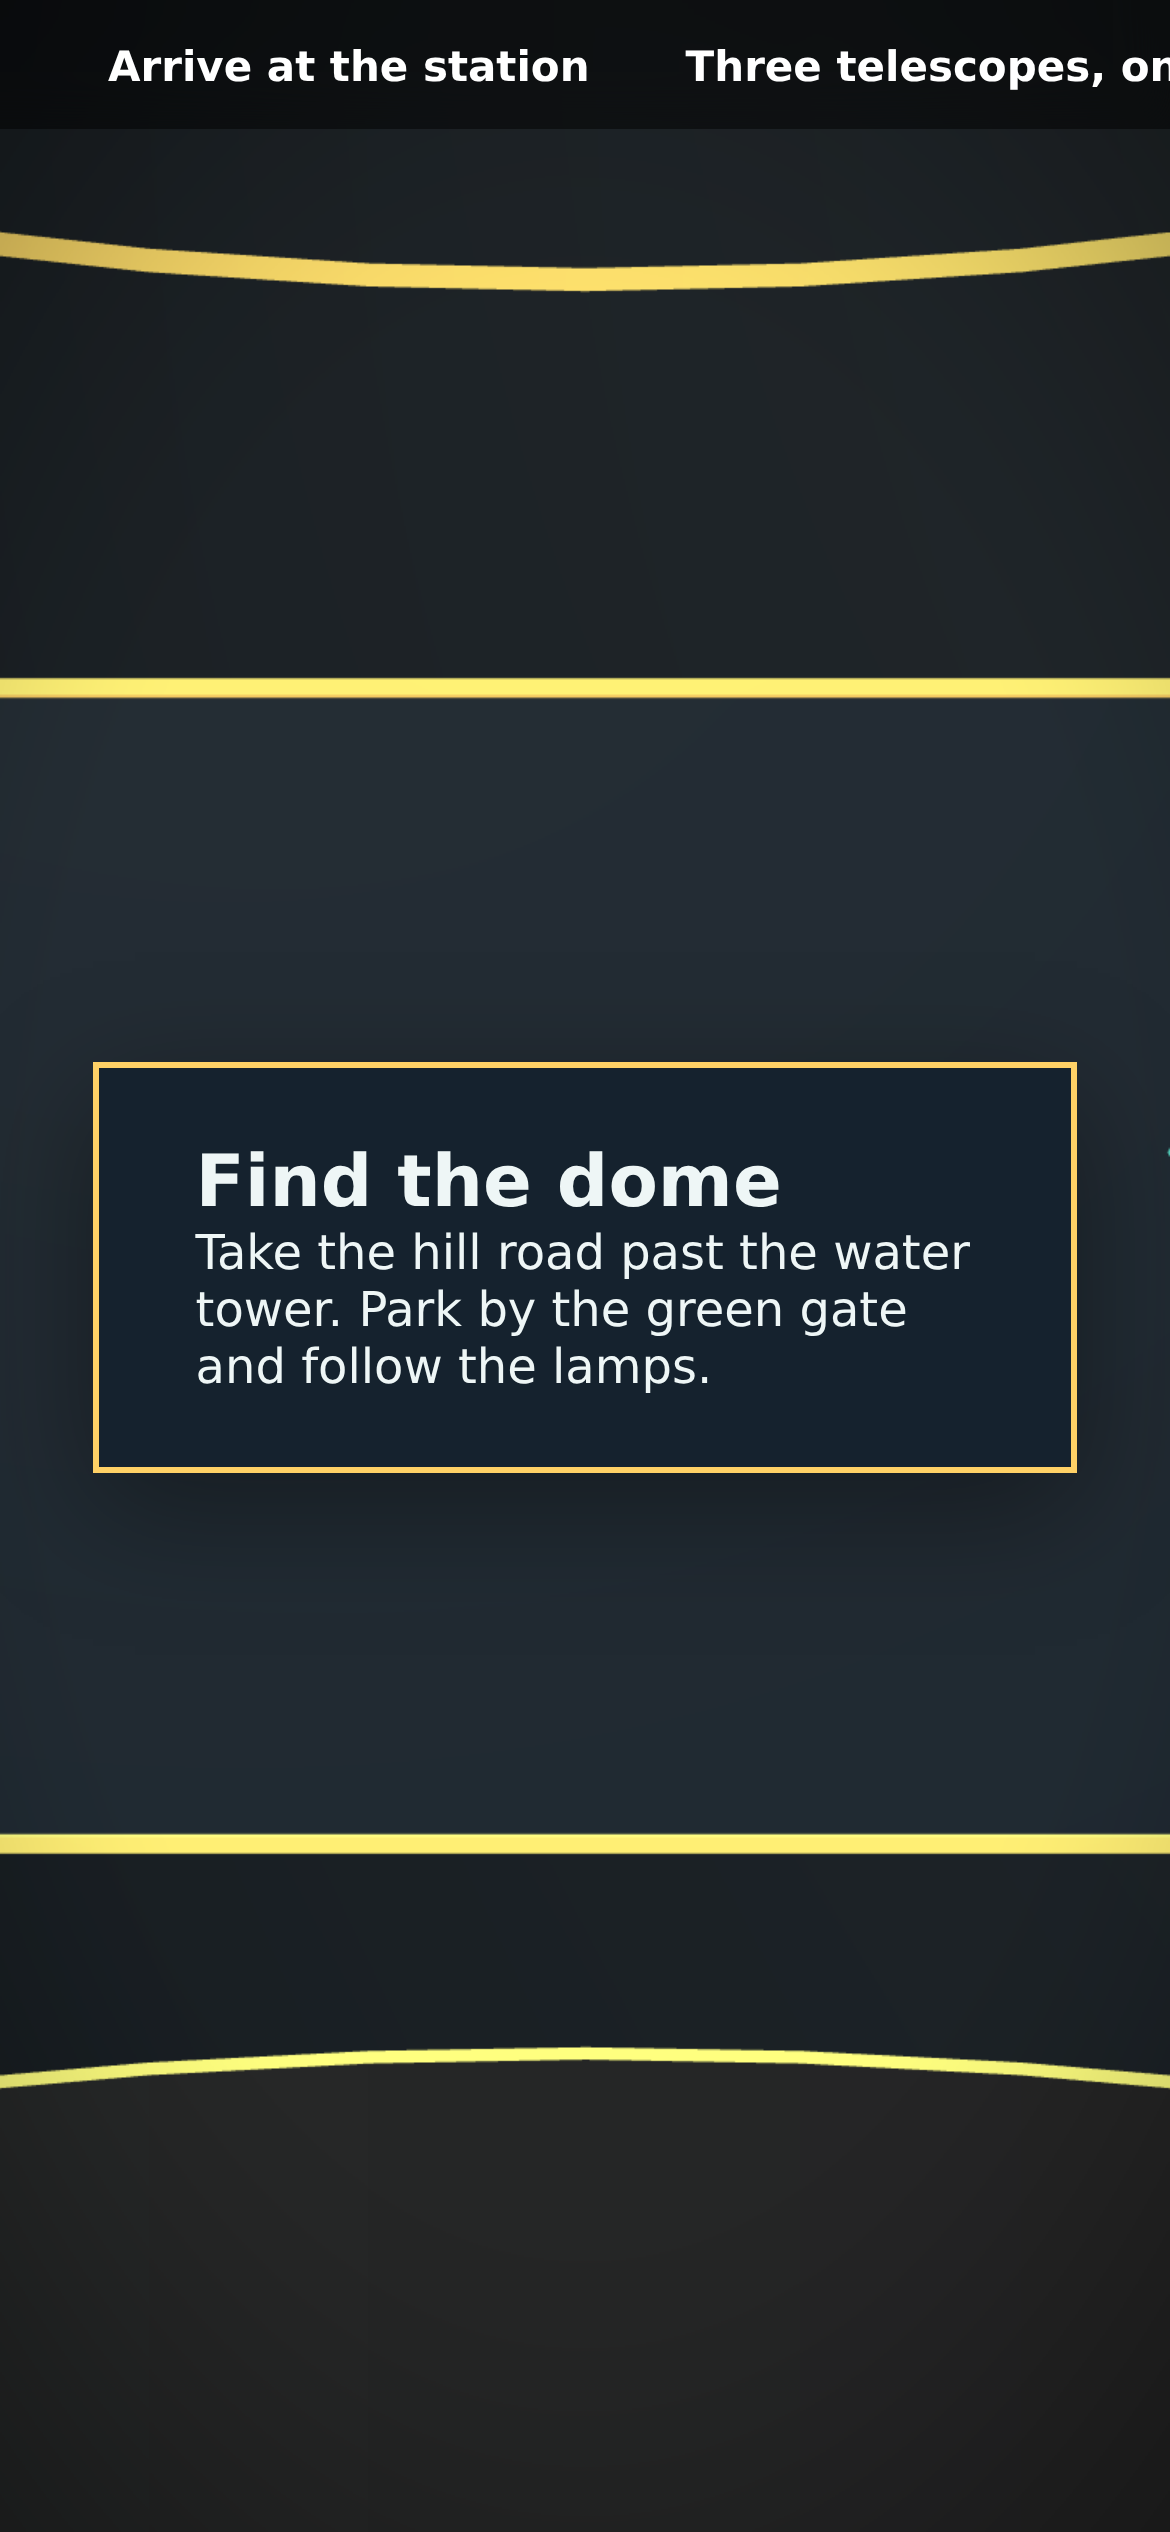 Arrive at the station
Three telescopes,
Find the dome
Take the hill road past the water
tower. Park by the green gate
and follow the lamps.